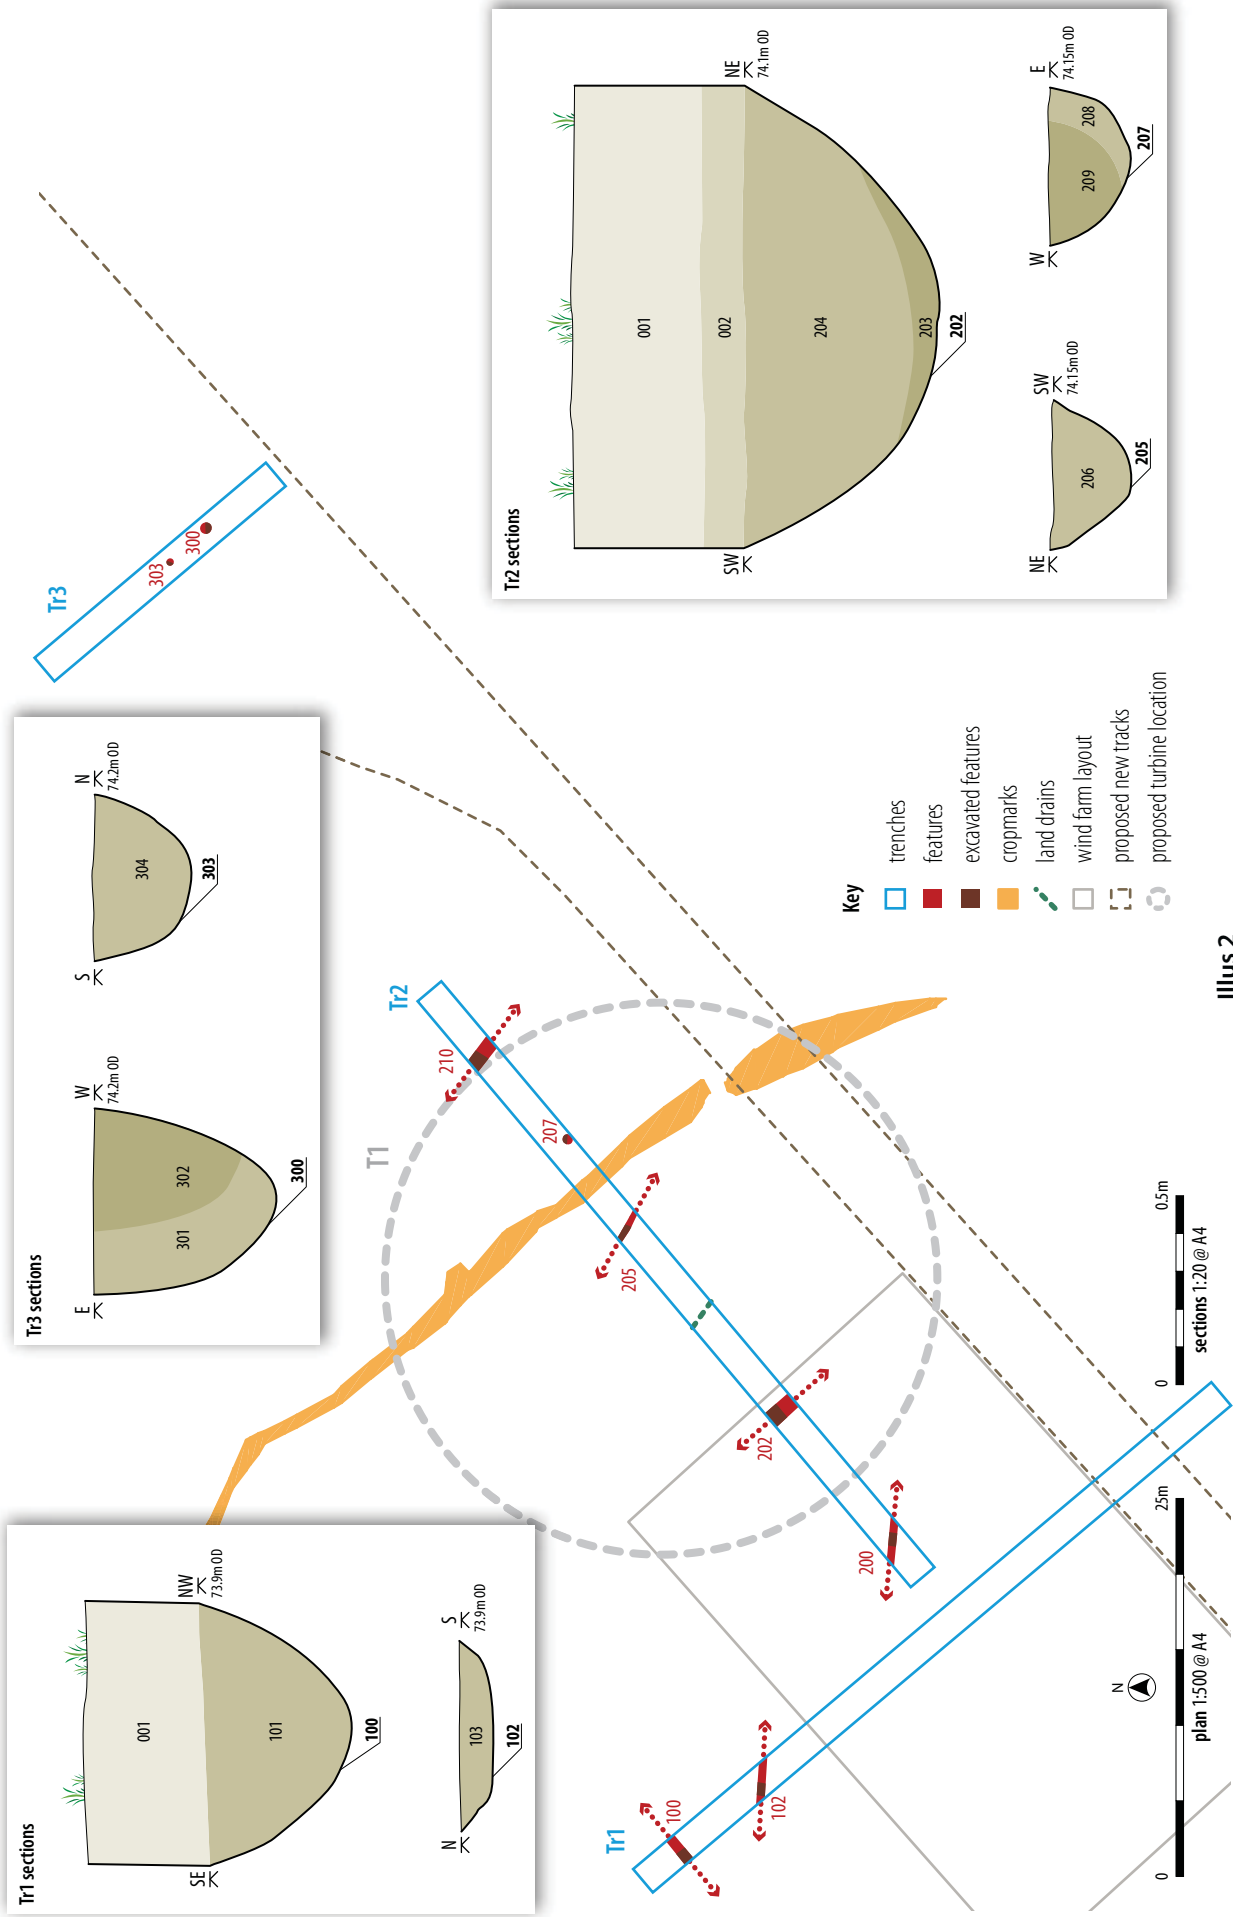 Tr1 sections
SE
NW
73.9m OD
001
101
100
N
S
73.9m OD
103
102
Tr3 sections
E
W
74.2m OD
301
302
300
S
N
74.2m OD
304
303
Tr3
303
300
Tr2 sections
SW
NE
74.1m OD
001
002
204
203
202
NE
SW
74.15m OD
206
205
W
E
74.15m OD
209
208
207
T1
Tr2
210
207
205
202
200
Tr1
100
102
Key
trenches
features
excavated features
cropmarks
land drains
wind farm layout
proposed new tracks
proposed turbine location
N
0
25m
plan 1:500 @ A4
0
0.5m
sections 1:20 @ A4
Illus 2